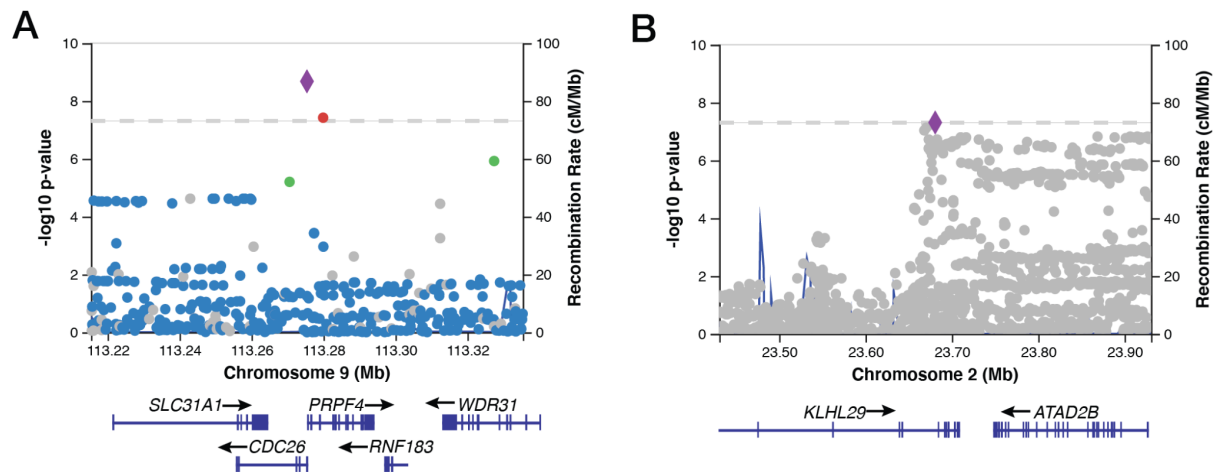 A
10
8
6
4
2
0
-log10 p-value
100
80
60
40
20
0
Recombination Rate (cM/Mb)
113.22 113.24 113.26 113.28 113.30 113.32
Chromosome 9 (Mb)
SLC31A1 PRPF4 WDR31
CDC26 RNF183
B
10
8
6
4
2
0
-log10 p-value
100
80
60
40
20
0
Recombination Rate (cM/Mb)
23.50 23.60 23.70 23.80 23.90
Chromosome 2 (Mb)
KLHL29 ATAD2B